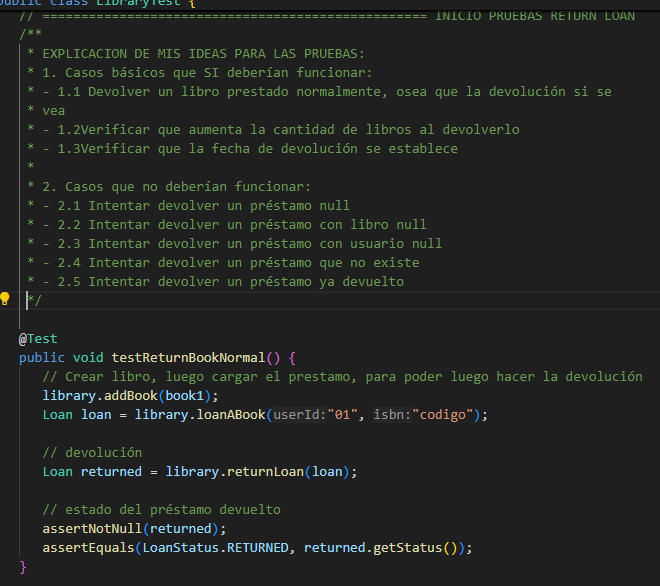 public class LibraryTest {
// ================================================== INICIO PRUEBAS RETURN LOAN
/**
* EXPLICACION DE MIS IDEAS PARA LAS PRUEBAS:
* 1. Casos básicos que SI deberían funcionar:
* - 1.1 Devolver un libro prestado normalmente, osea que la devolución si se
* vea
* - 1.2Verificar que aumenta la cantidad de libros al devolverlo
* - 1.3Verificar que la fecha de devolución se establece
*
* 2. Casos que no deberían funcionar:
* - 2.1 Intentar devolver un préstamo null
* - 2.2 Intentar devolver un préstamo con libro null
* - 2.3 Intentar devolver un préstamo con usuario null
* - 2.4 Intentar devolver un préstamo que no existe
* - 2.5 Intentar devolver un préstamo ya devuelto
*/
@Test
public void testReturnBookNormal() {
// Crear libro, luego cargar el prestamo, para poder luego hacer la devolución
library.addBook(book1);
Loan loan = library.loanABook(userId:"01", isbn:"codigo");
// devolución
Loan returned = library.returnLoan(loan);
// estado del préstamo devuelto
assertNotNull(returned);
assertEquals(LoanStatus.RETURNED, returned.getStatus());
}